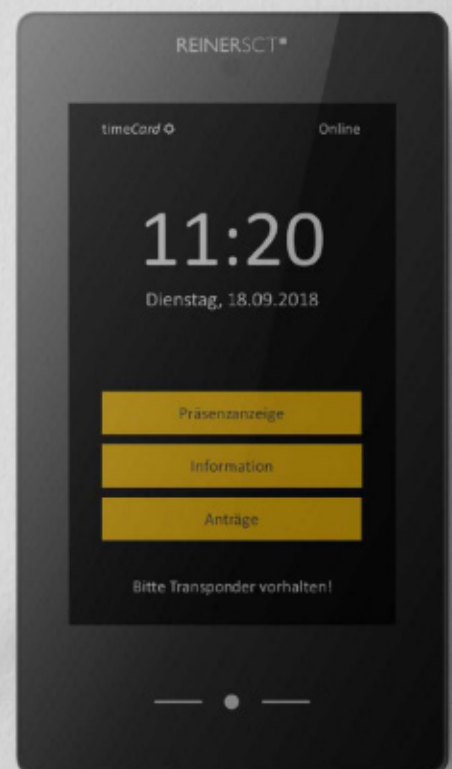 REINERSCT®
timeCard Online
11:20
Dienstag, 18.09.2018
Präsenzanzeige
Information
Anträge
Bitte Transponder vorhalten!